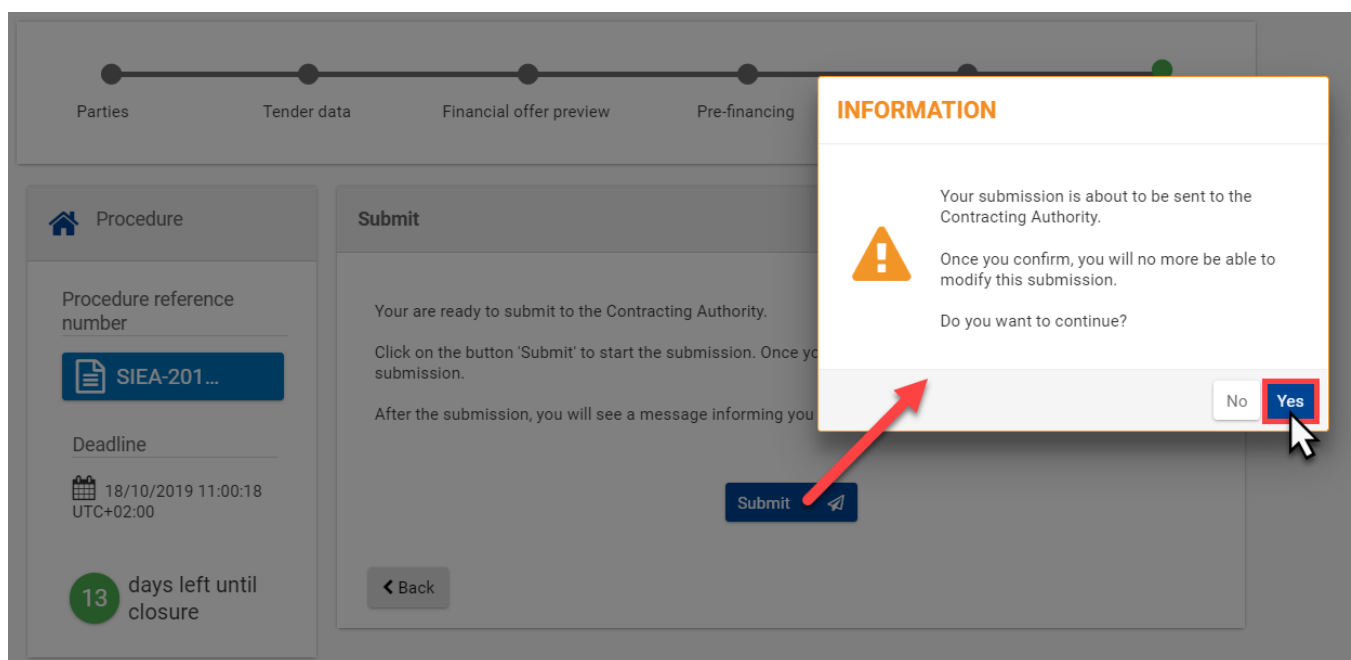 Parties
Tender data
Financial offer preview
Pre-financing
INFORMATION
Your submission is about to be sent to the
Contracting Authority.
Once you confirm, you will no more be able to
modify this submission.
Do you want to continue?
No
Yes
Procedure
Procedure reference
number
SIEA-201...
Deadline
18/10/2019 11:00:18
UTC+02:00
13
days left until
closure
Submit
Your are ready to submit to the Contracting Authority.
Click on the button 'Submit' to start the submission. Once
submission.
After the submission, you will see a message informing you
Submit
Back